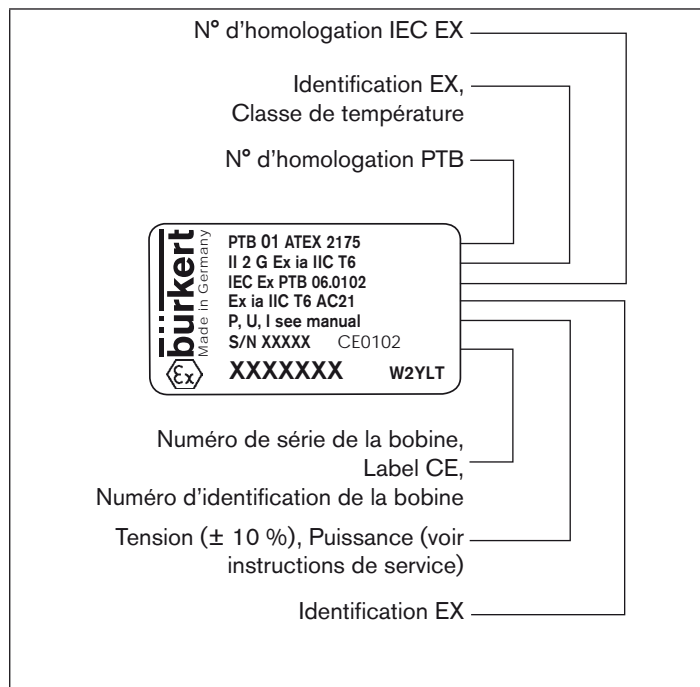 N° d'homologation IEC EX
Identification EX,
Classe de température
N° d'homologation PTB
bürkert
Made in Germany
Ex
PTB 01 ATEX 2175
II 2 G Ex ia IIC T6
IEC Ex PTB 06.0102
Ex ia IIC T6 AC21
P, U, I see manual
S/N XXXXX CE0102
XXXXXXX W2YLT
Numéro de série de la bobine,
Label CE,
Numéro d'identification de la bobine
Tension (± 10 %), Puissance (voir
instructions de service)
Identification EX